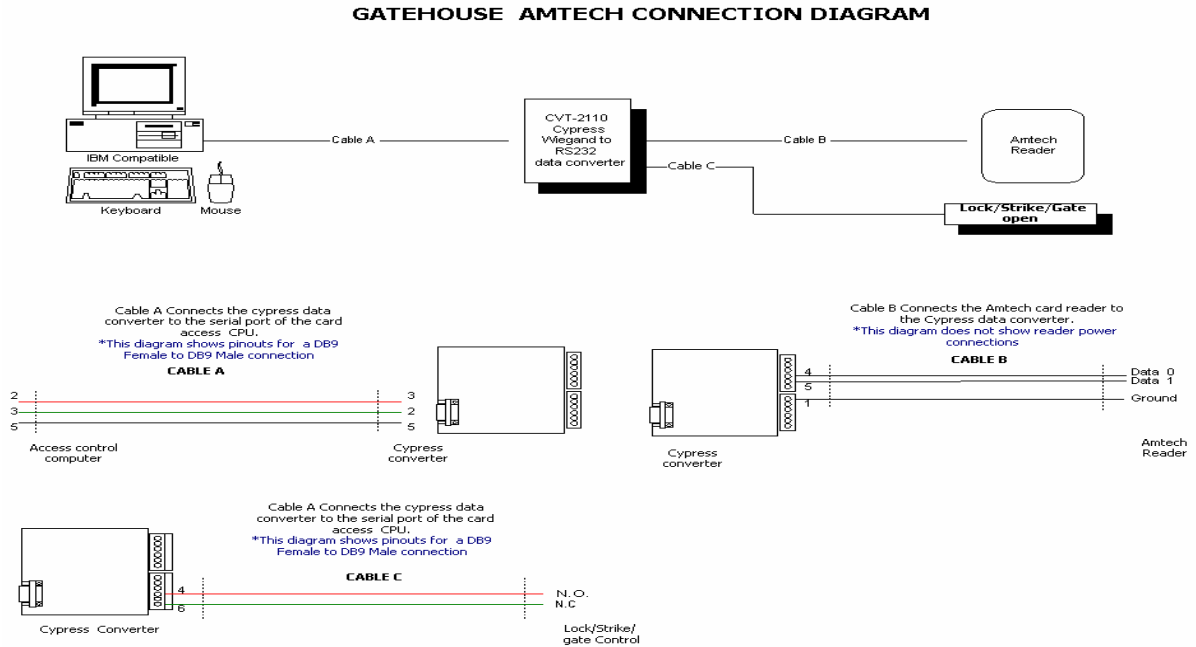 GATEHOUSE AMTECH CONNECTION DIAGRAM
IBM Compatible
Keyboard
Mouse
Cable A
CVT-2110
Cypress
Wiegand to
RS232
data converter
Cable B
Cable C
Amtech
Reader
Lock/Strike/Gate
open
Cable A Connects the cypress data
converter to the serial port of the card
access CPU.
*This diagram shows pinouts for a DB9
Female to DB9 Male connection
CABLE A
2
3
5
3
2
5
Access control
computer
Cypress
converter
Cable B Connects the Amtech card reader to
the Cypress data converter.
*This diagram does not show reader power
connections
CABLE B
4
5
1
Data 0
Data 1
Ground
Cypress
converter
Amtech
Reader
Cable A Connects the cypress data
converter to the serial port of the card
access CPU.
*This diagram shows pinouts for a DB9
Female to DB9 Male connection
CABLE C
4
6
N.O.
N.C
Cypress Converter
Lock/Strike/
gate Control